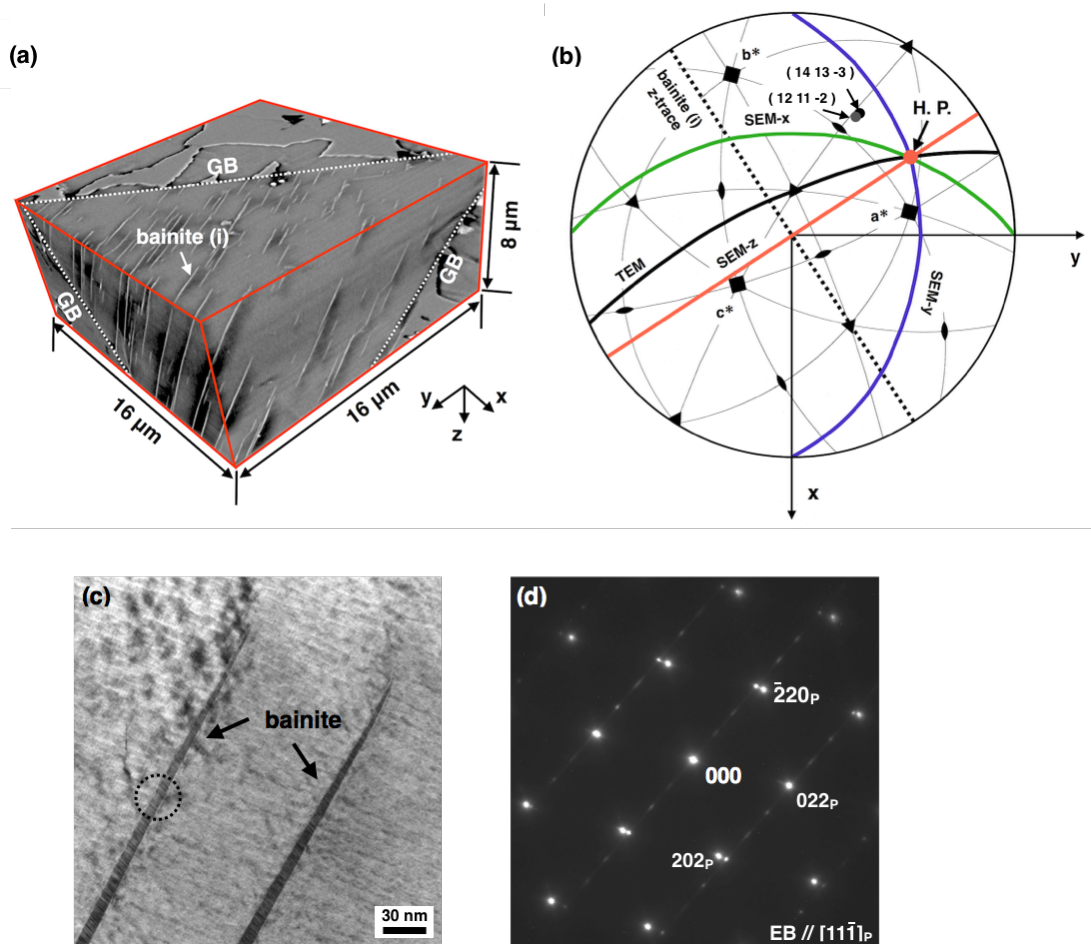 (a)
GB
bainite (i)
GB
GB
8 µm
16 µm
16 µm
y
x
z
(b)
b*
( 14 13 -3 )
( 12 11 -2 )
bainite (i)
z-trace
SEM-x
H. P.
a*
TEM
SEM-z
c*
SEM-y
y
x
(c)
bainite
30 nm
(d)
2̄20P
000
022P
202P
EB // [111̄]P